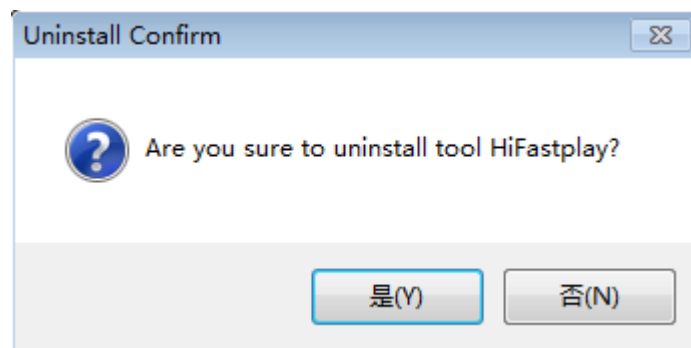 Uninstall Confirm
Are you sure to uninstall tool HiFastplay?
是(Y)
否(N)